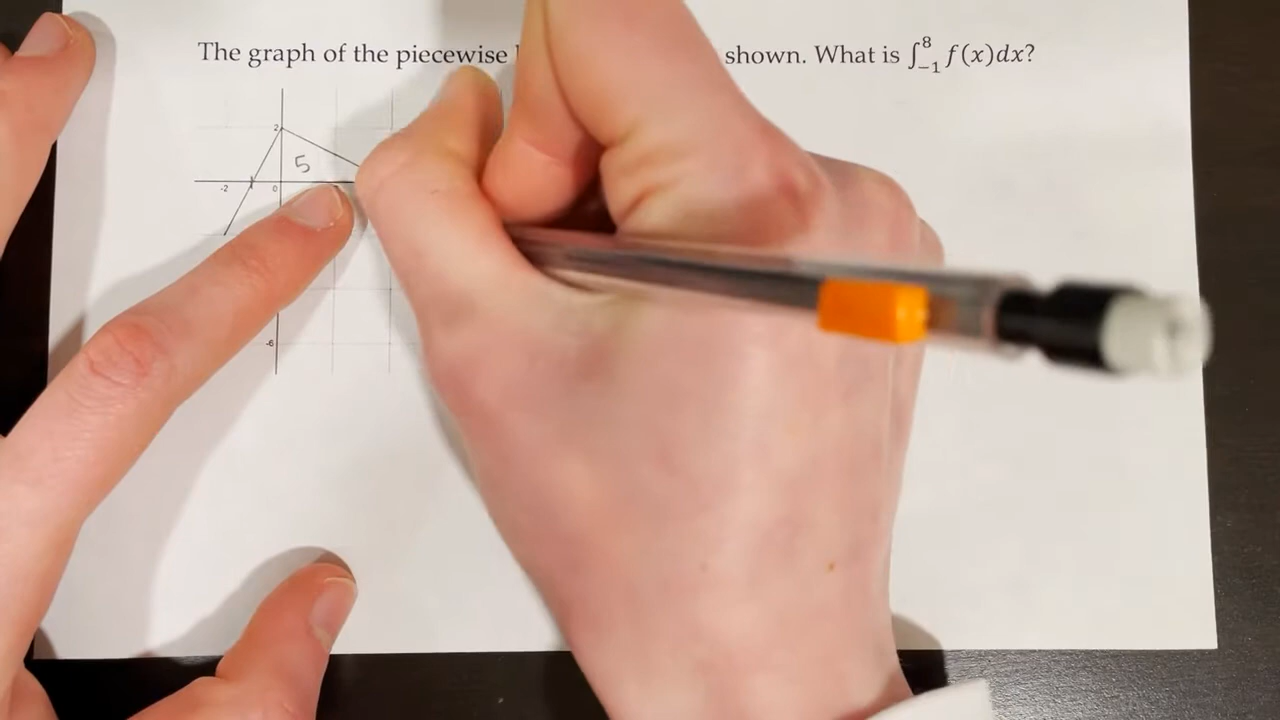 The graph of the piecewise shown. What is ∫₋₁⁸ f(x)dx?
2
5
-2 0
-6